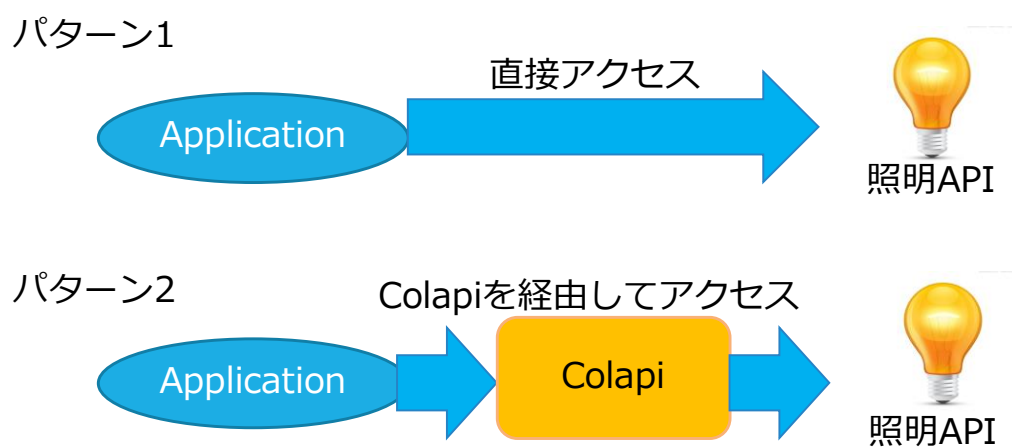 パターン1
直接アクセス
Application
照明API
パターン2
Colapiを経由してアクセス
Application
Colapi
照明API